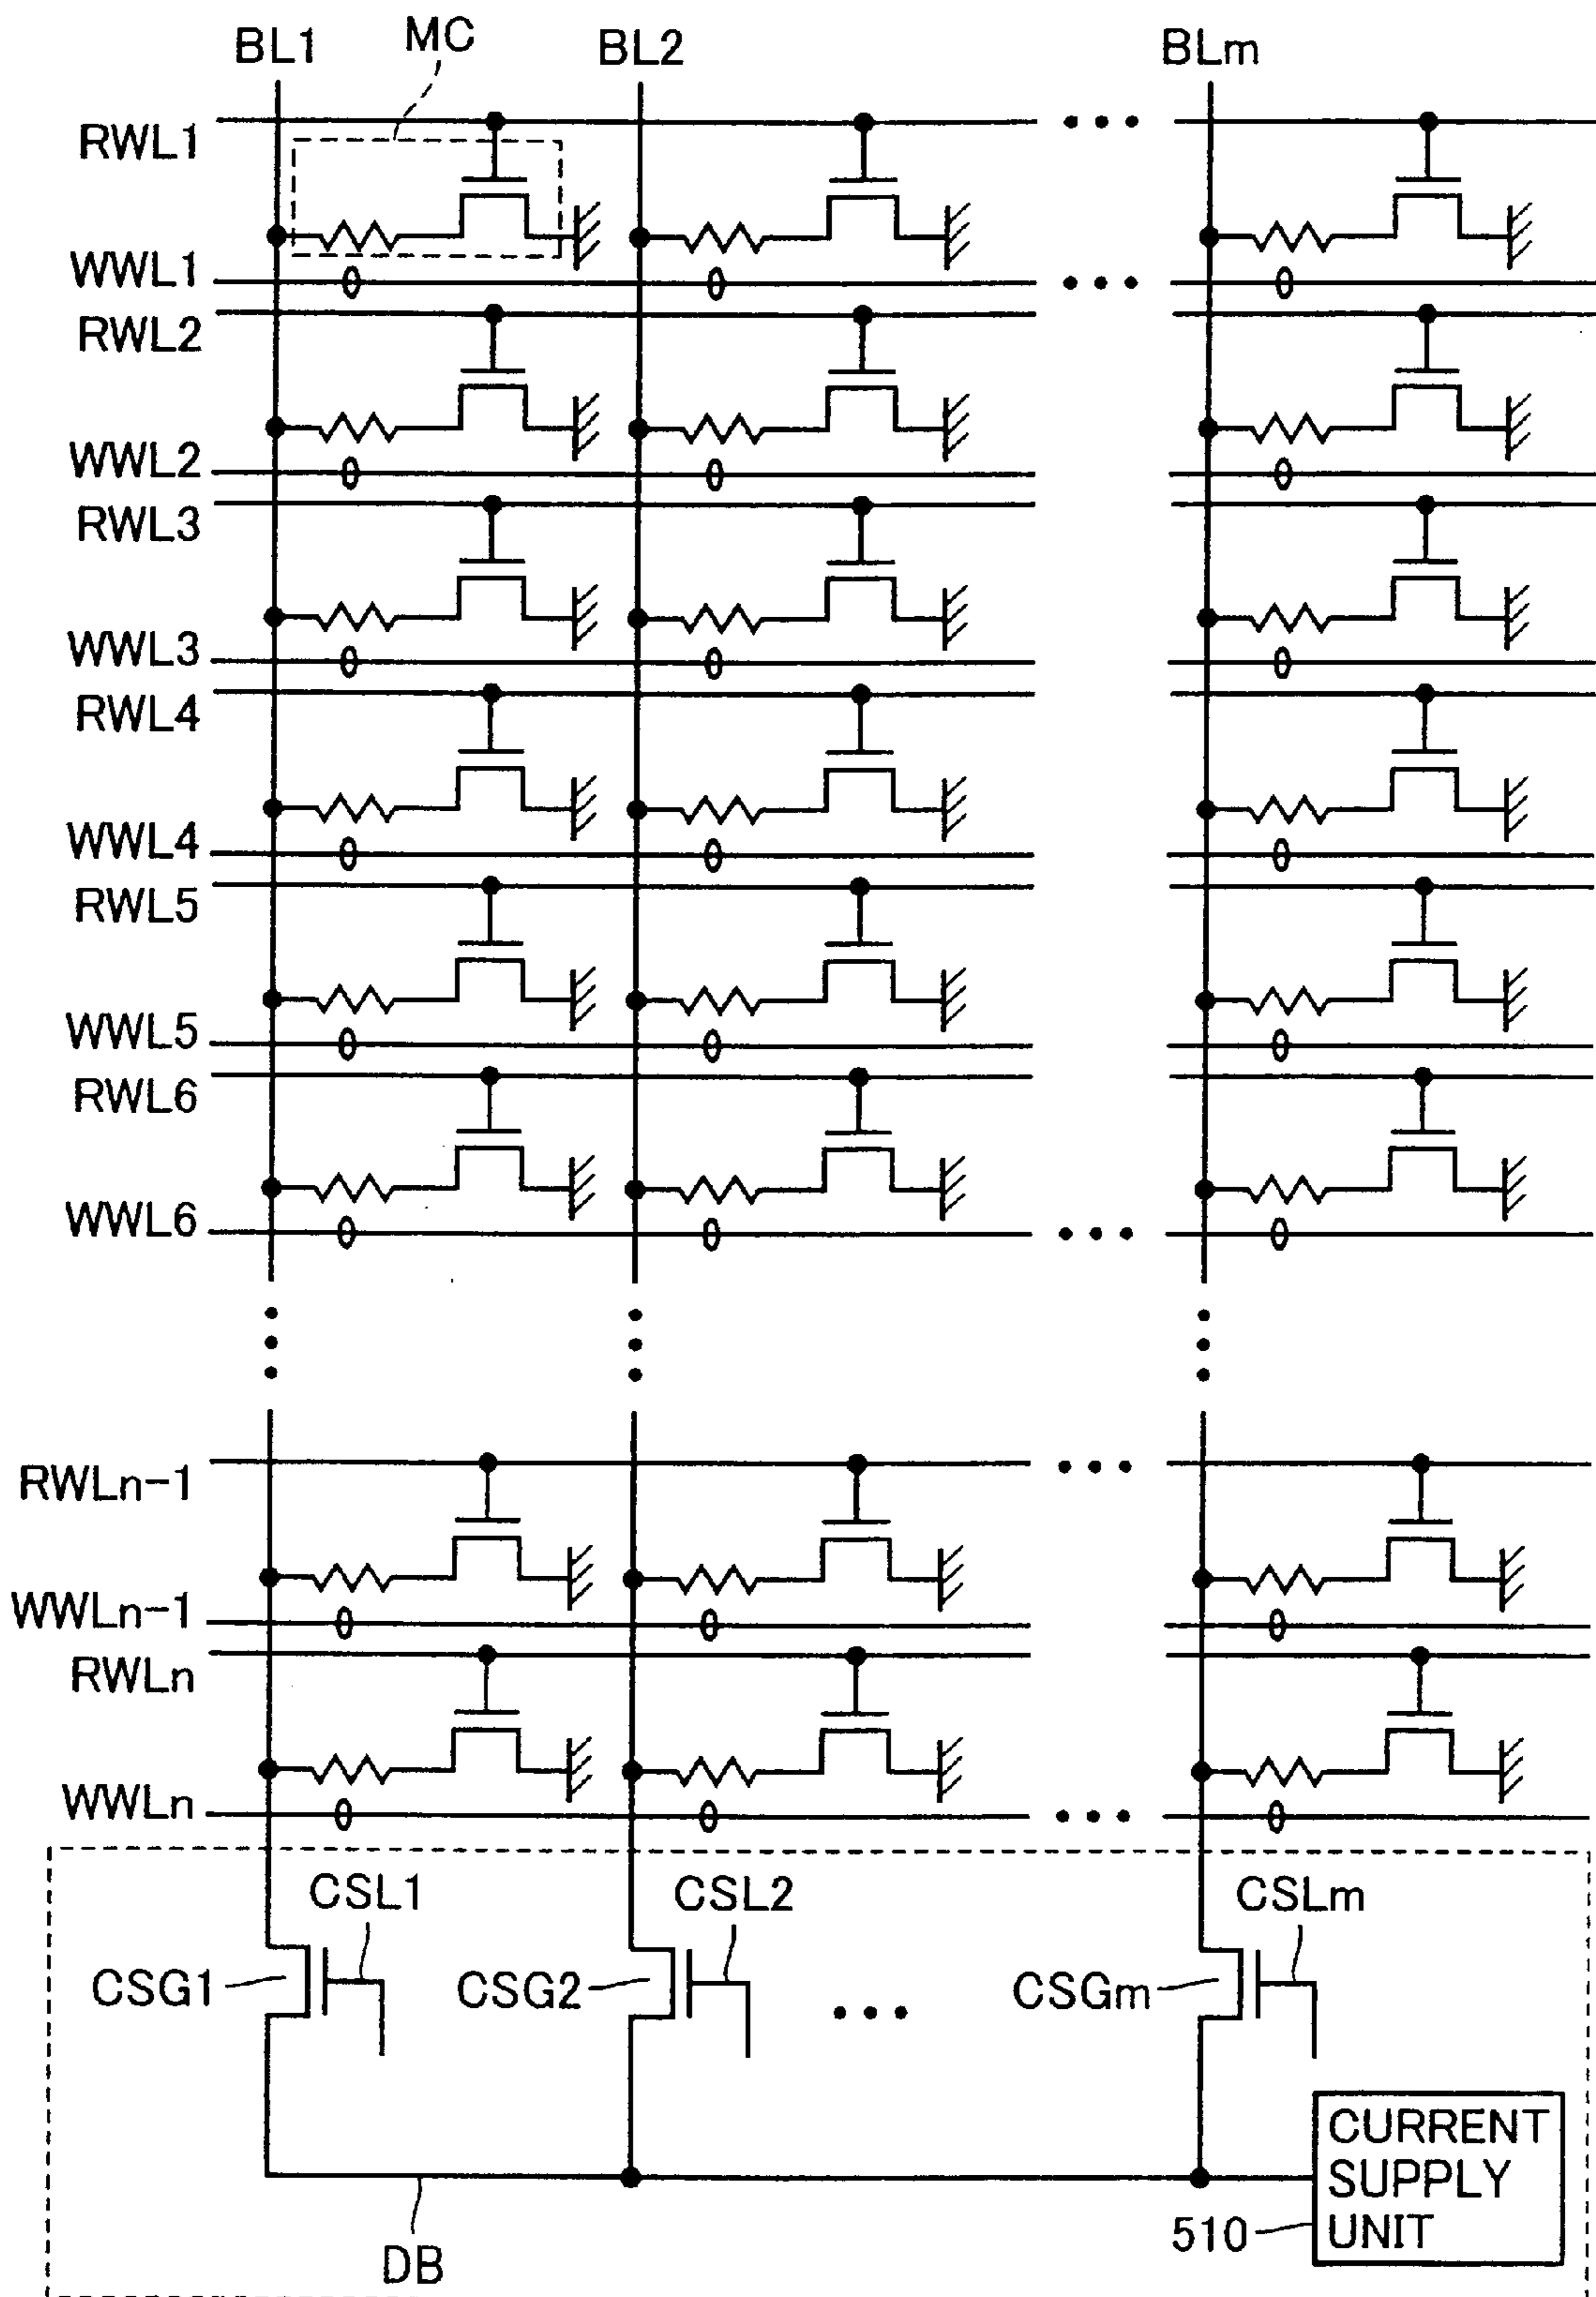 BL1 MC BL2 BLm
RWL1
WWL1
RWL2
WWL2
RWL3
WWL3
RWL4
WWL4
RWL5
WWL5
RWL6
WWL6
RWLn-1
WWLn-1
RWLn
WWLn
CSL1 CSL2 CSLm
CSG1 CSG2 CSGm
CURRENT
SUPPLY
510 UNIT
DB